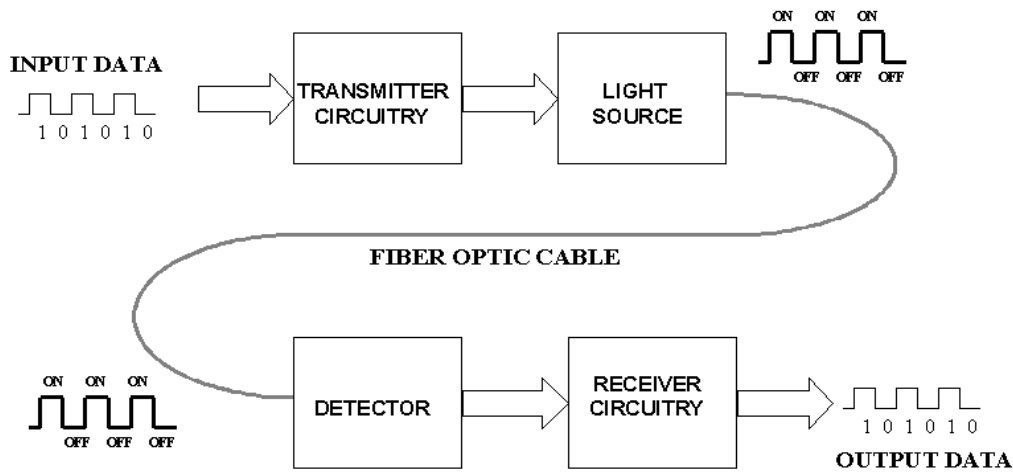 ON ON ON
OFF OFF OFF
INPUT DATA
1 0 1 0 1 0
TRANSMITTER
CIRCUITRY
LIGHT
SOURCE
FIBER OPTIC CABLE
ON ON ON
OFF OFF OFF
DETECTOR
RECEIVER
CIRCUITRY
1 0 1 0 1 0
OUTPUT DATA